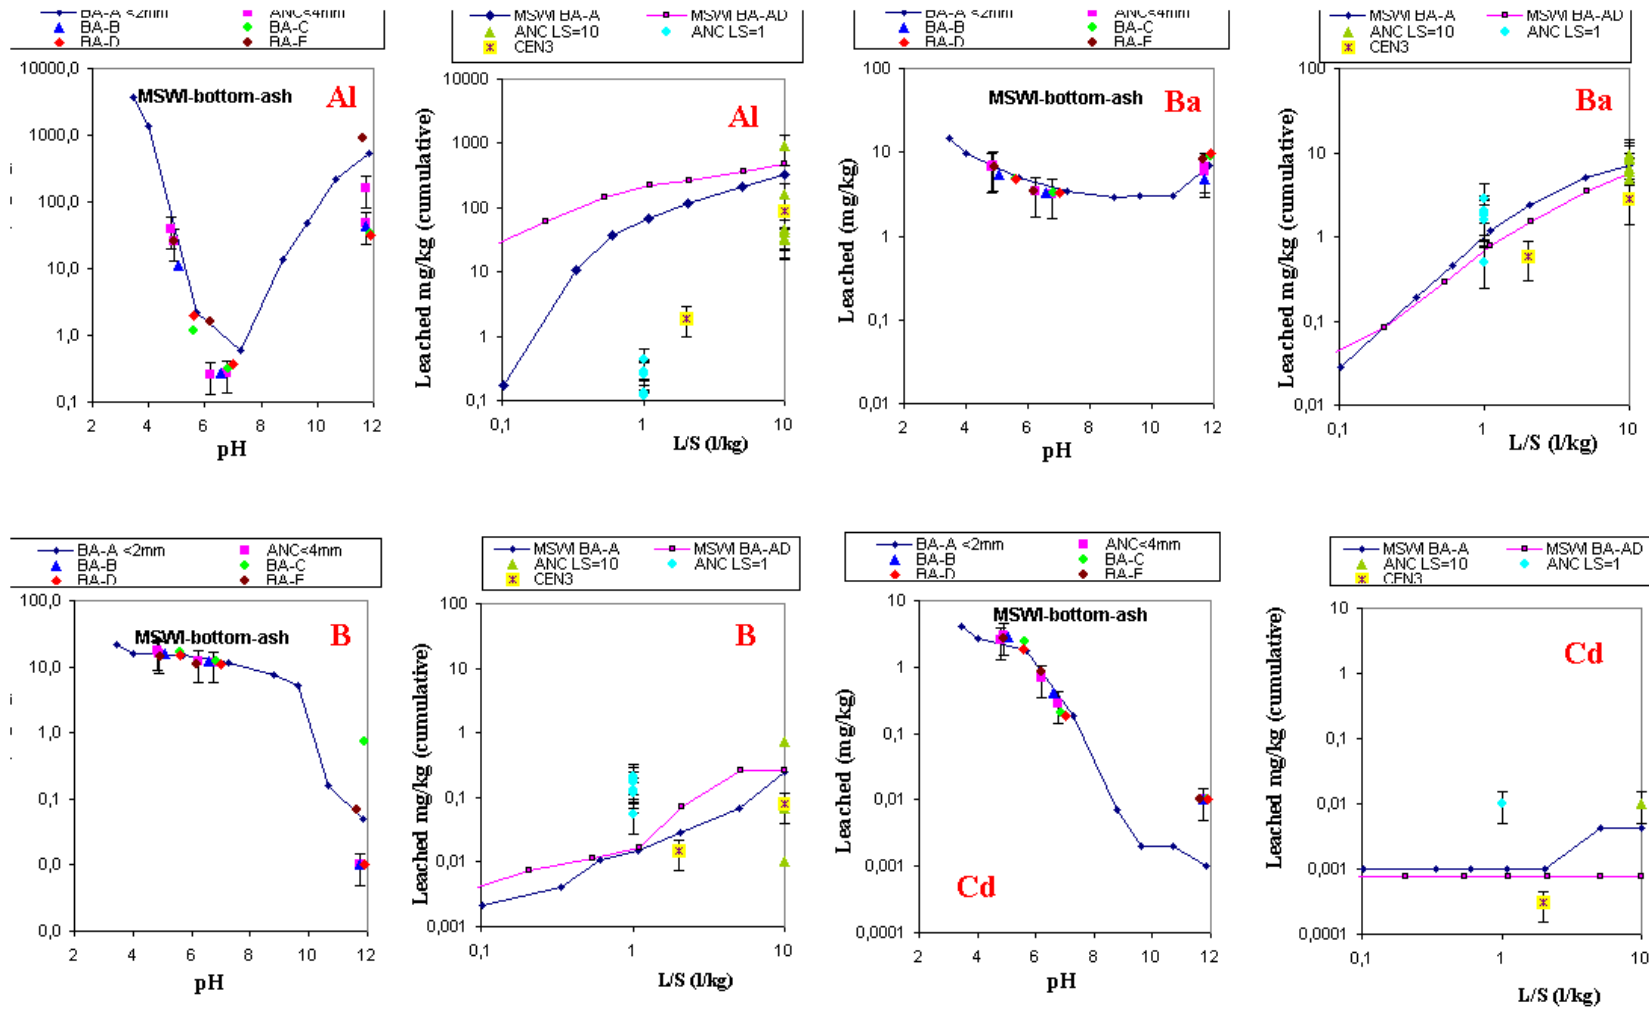 BA-A <2mm ANC<4mm
BA-B BA-C
BA-D BA-E
10000,0
1000,0
100,0
10,0
1,0
0,1
2 4 6 8 10 12
pH
MSWI-bottom-ash
Al
MSWI BA-A MSWI BA-AD
ANC LS=10 ANC LS=1
CEN3
Leached mg/kg (cumulative)
10000
1000
100
10
1
0,1
0,1 1 10
L/S (l/kg)
Al
BA-A <2mm ANC<4mm
BA-B BA-C
BA-D BA-E
Leached (mg/kg)
100
10
1
0,1
0,01
2 4 6 8 10 12
pH
MSWI-bottom-ash
Ba
MSWI BA-A MSWI BA-AD
ANC LS=10 ANC LS=1
CEN3
Leached mg/kg (cumulative)
100
10
1
0,1
0,01
0,1 1 10
L/S (l/kg)
Ba
BA-A <2mm ANC<4mm
BA-B BA-C
BA-D BA-E
100,0
10,0
1,0
0,1
0,0
0,0
2 4 6 8 10 12
pH
MSWI-bottom-ash
B
MSWI BA-A MSWI BA-AD
ANC LS=10 ANC LS=1
CEN3
Leached mg/kg (cumulative)
100
10
1
0,1
0,01
0,001
0,1 1 10
L/S (l/kg)
B
BA-A <2mm ANC<4mm
BA-B BA-C
BA-D BA-E
Leached (mg/kg)
10
1
0,1
0,01
0,001
0,0001
2 4 6 8 10 12
pH
MSWI-bottom-ash
Cd
MSWI BA-A MSWI BA-AD
ANC LS=10 ANC LS=1
CEN3
Leached mg/kg (cumulative)
10
1
0,1
0,01
0,001
0,0001
0,1 1 10
L/S (l/kg)
Cd